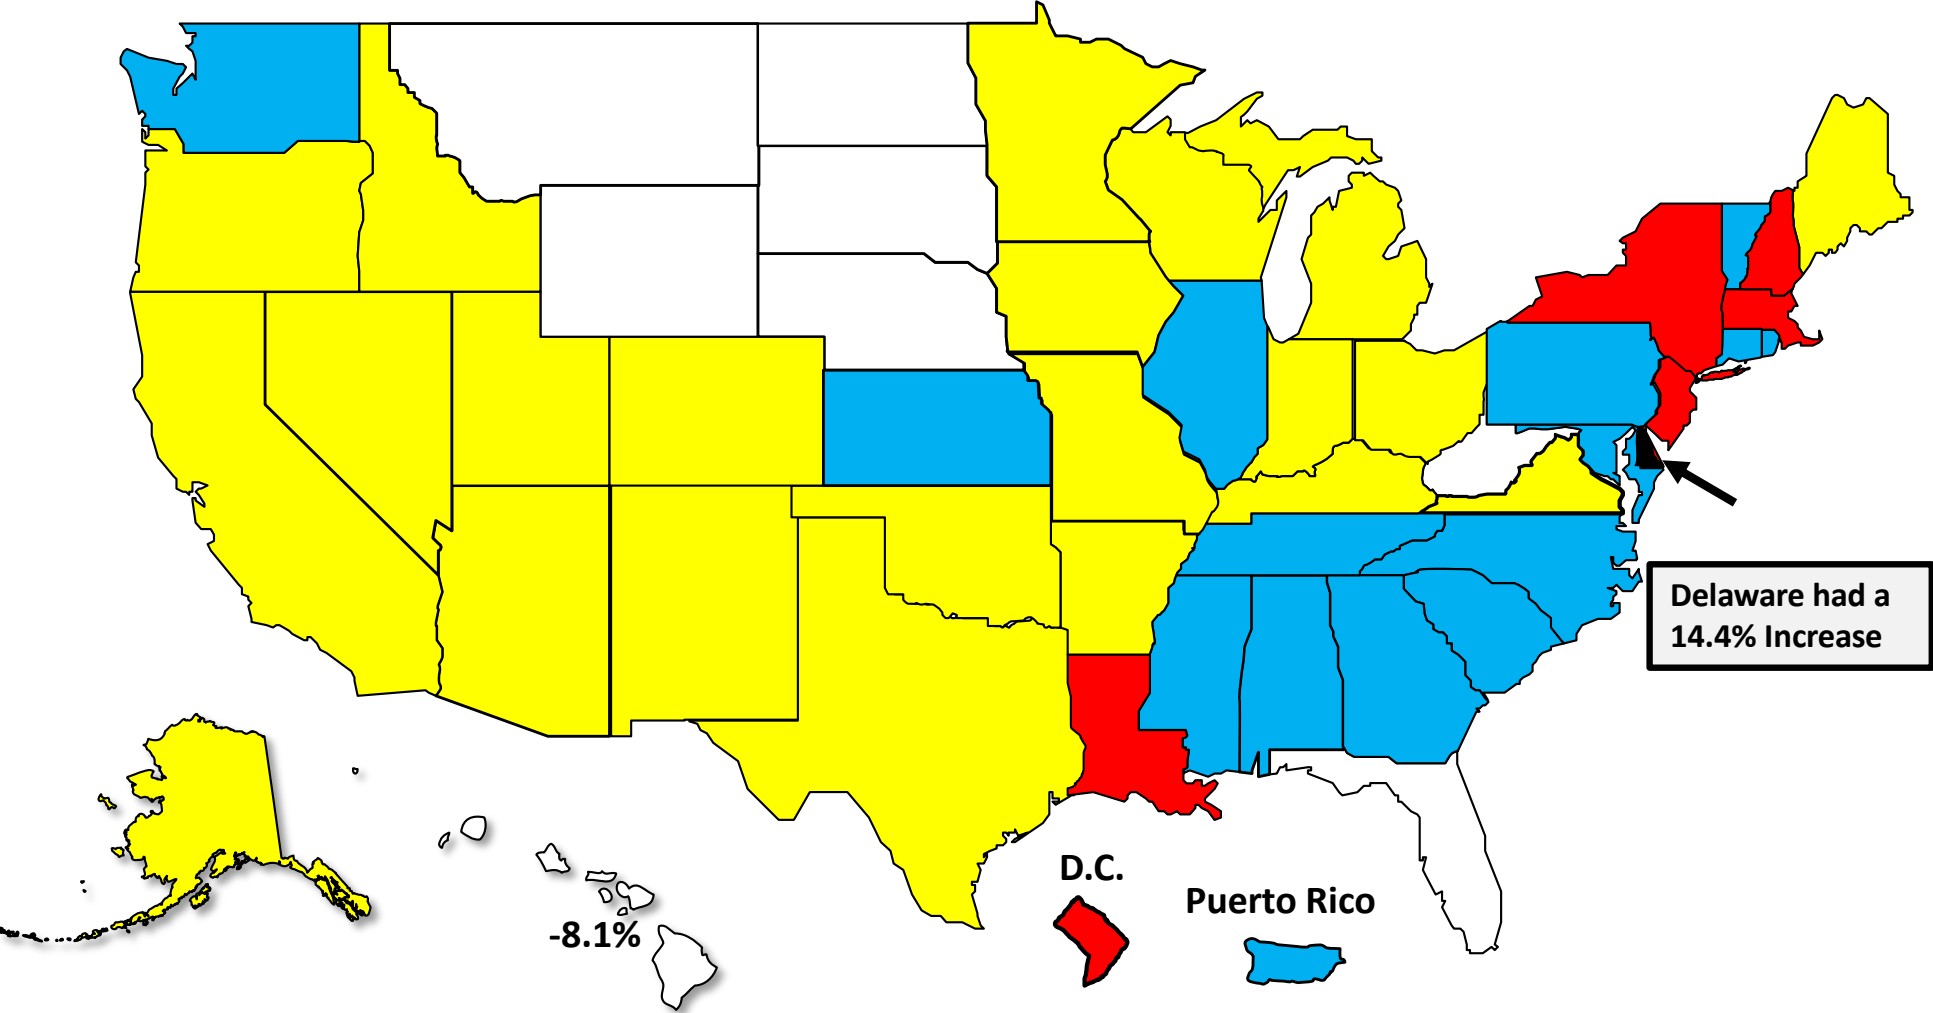 Delaware had a
14.4% Increase
D.C.
Puerto Rico
-8.1%